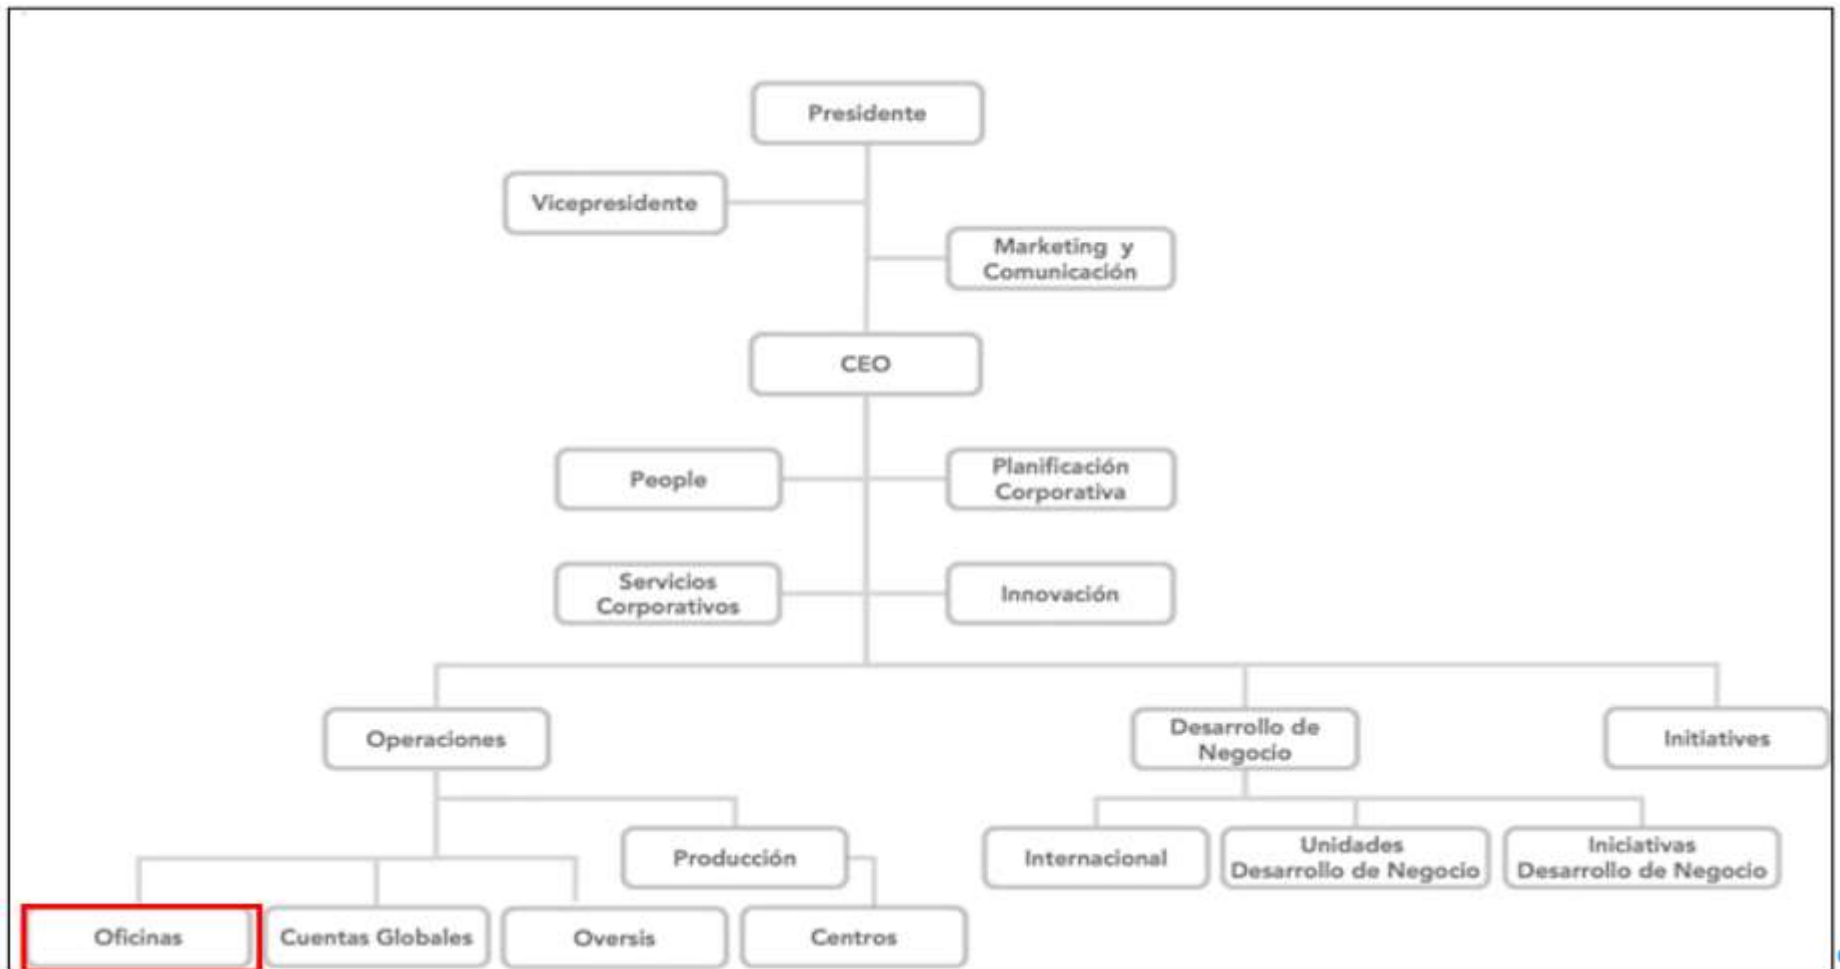 Presidente
Vicepresidente
Marketing y
Comunicación
CEO
People
Planificación
Corporativa
Servicios
Corporativos
Innovación
Operaciones
Desarrollo de
Negocio
Initiatives
Producción
Internacional
Unidades
Desarrollo de Negocio
Iniciativas
Desarrollo de Negocio
Oficinas
Cuentas Globales
Oversis
Centros